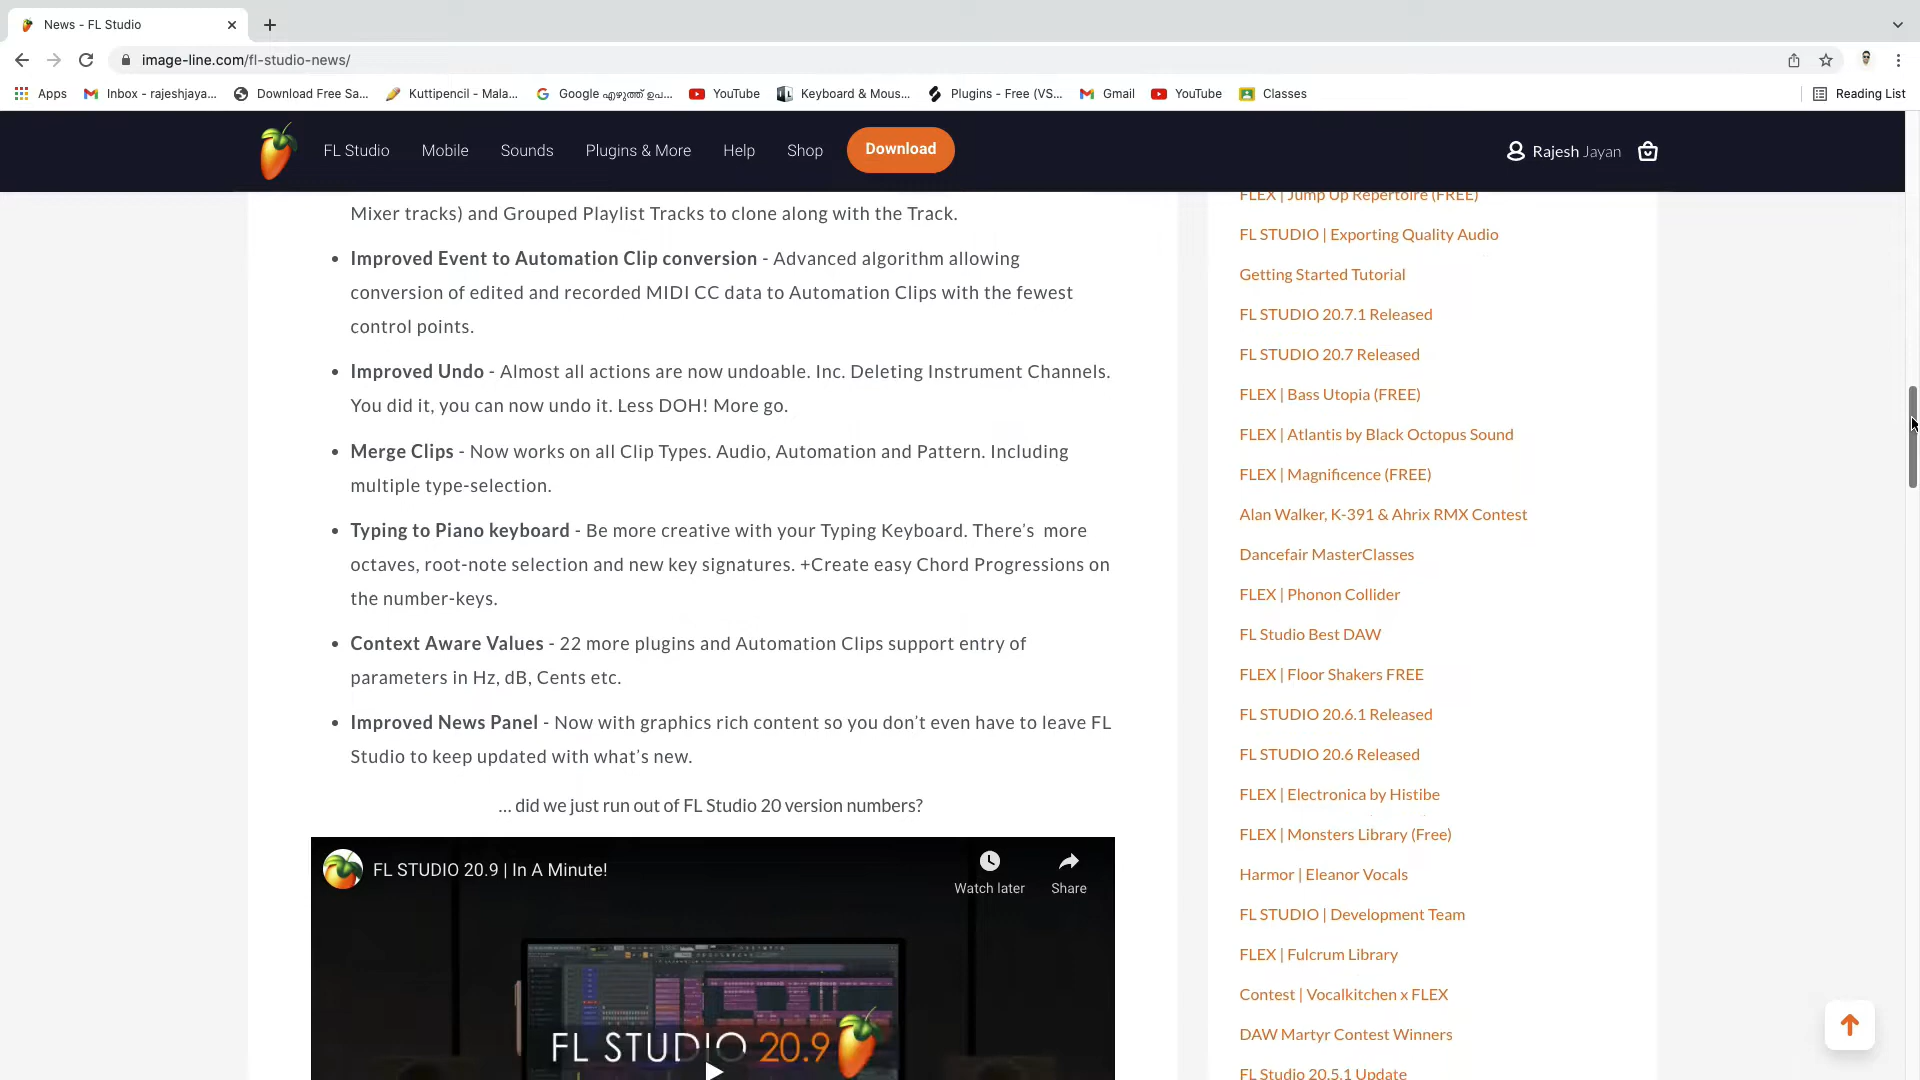 News - FL Studio
image-line.com/fl-studio-news/
Apps
Inbox - rajeshjaya...
Download Free Sa...
Kuttipencil - Mala...
Google എഴുത്ത് ഉപ...
YouTube
Keyboard & Mous...
Plugins - Free (VS...
Gmail
YouTube
Classes
Reading List
FL Studio
Mobile
Sounds
Plugins & More
Help
Shop
Download
Rajesh Jayan
Mixer tracks) and Grouped Playlist Tracks to clone along with the Track.
• Improved Event to Automation Clip conversion - Advanced algorithm allowing
conversion of edited and recorded MIDI CC data to Automation Clips with the fewest
control points.
• Improved Undo - Almost all actions are now undoable. Inc. Deleting Instrument Channels.
You did it, you can now undo it. Less DOH! More go.
• Merge Clips - Now works on all Clip Types. Audio, Automation and Pattern. Including
multiple type-selection.
• Typing to Piano keyboard - Be more creative with your Typing Keyboard. There’s  more
octaves, root-note selection and new key signatures. +Create easy Chord Progressions on
the number-keys.
• Context Aware Values - 22 more plugins and Automation Clips support entry of
parameters in Hz, dB, Cents etc.
• Improved News Panel - Now with graphics rich content so you don’t even have to leave FL
Studio to keep updated with what’s new.
... did we just run out of FL Studio 20 version numbers?
FL STUDIO 20.9 | In A Minute!
Watch later
Share
FL STUDIO 20.9
FLEX | Jump Up Repertoire (FREE)
FL STUDIO | Exporting Quality Audio
Getting Started Tutorial
FL STUDIO 20.7.1 Released
FL STUDIO 20.7 Released
FLEX | Bass Utopia (FREE)
FLEX | Atlantis by Black Octopus Sound
FLEX | Magnificence (FREE)
Alan Walker, K-391 & Ahrix RMX Contest
Dancefair MasterClasses
FLEX | Phonon Collider
FL Studio Best DAW
FLEX | Floor Shakers FREE
FL STUDIO 20.6.1 Released
FL STUDIO 20.6 Released
FLEX | Electronica by Histibe
FLEX | Monsters Library (Free)
Harmor | Eleanor Vocals
FL STUDIO | Development Team
FLEX | Fulcrum Library
Contest | Vocalkitchen x FLEX
DAW Martyr Contest Winners
FL Studio 20.5.1 Update